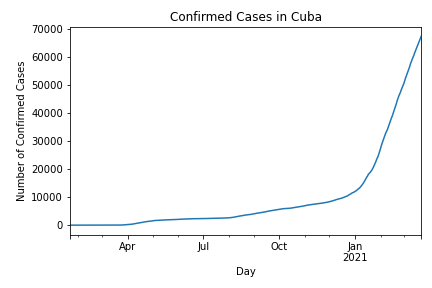 Confirmed Cases in Cuba
Number of Confirmed Cases
70000
60000
50000
40000
30000
20000
10000
0
Apr
Jul
Oct
Jan
2021
Day